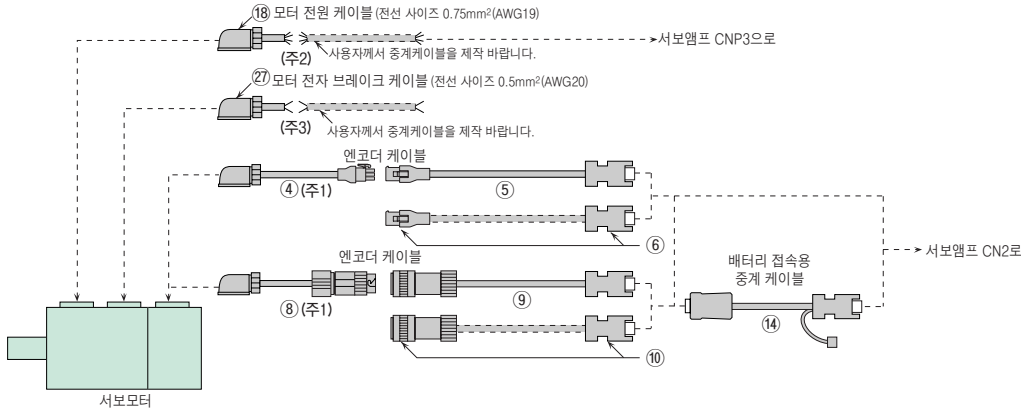 ⑱ 모터 전원 케이블 (전선 사이즈 0.75mm²(AWG19)
(주2)
사용자께서 중계케이블을 제작 바랍니다.
서보앰프 CNP3으로
㉗ 모터 전자 브레이크 케이블 (전선 사이즈 0.5mm²(AWG20)
(주3)
사용자께서 중계케이블을 제작 바랍니다.
엔코더 케이블
④ (주1)
⑤
⑥
서보앰프 CN2로
엔코더 케이블
⑧ (주1)
⑨
⑩
배터리 접속용
중계 케이블
⑭
서보모터